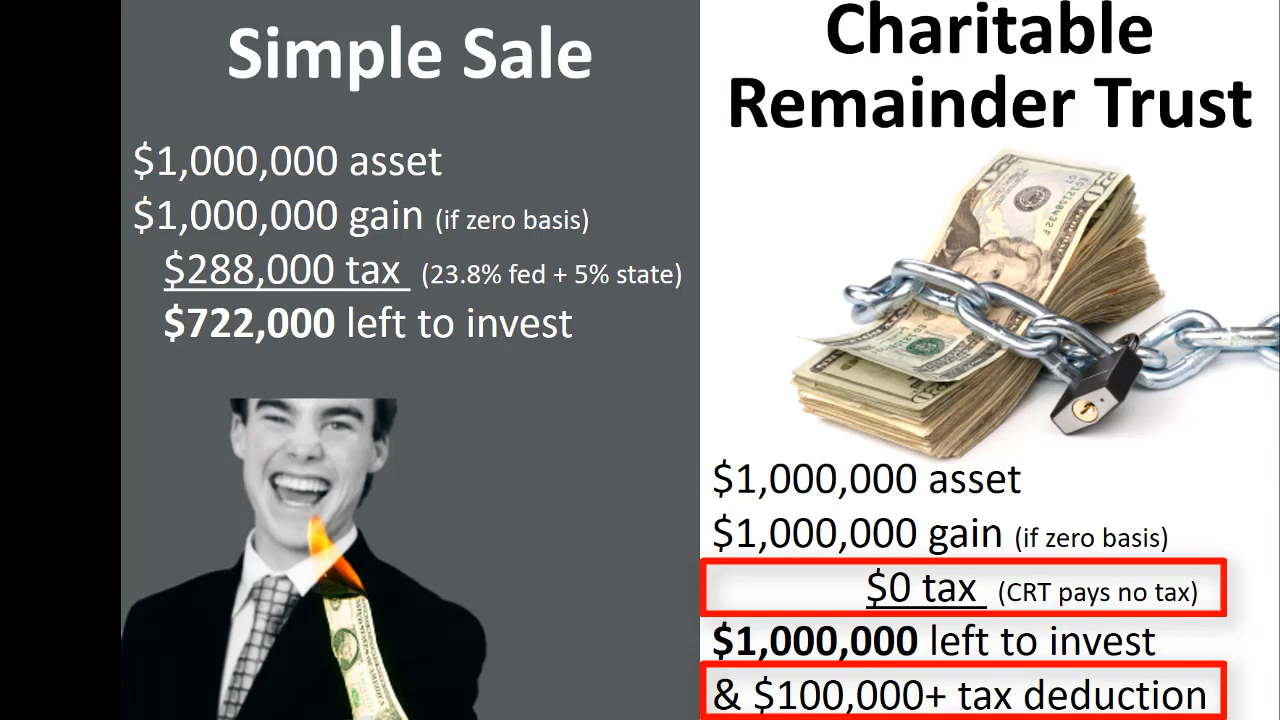 Simple Sale
$1,000,000 asset
$1,000,000 gain (if zero basis)
$288,000 tax (23.8% fed + 5% state)
$722,000 left to invest
Charitable
Remainder Trust
$1,000,000 asset
$1,000,000 gain (if zero basis)
$0 tax (CRT pays no tax)
$1,000,000 left to invest
& $100,000+ tax deduction